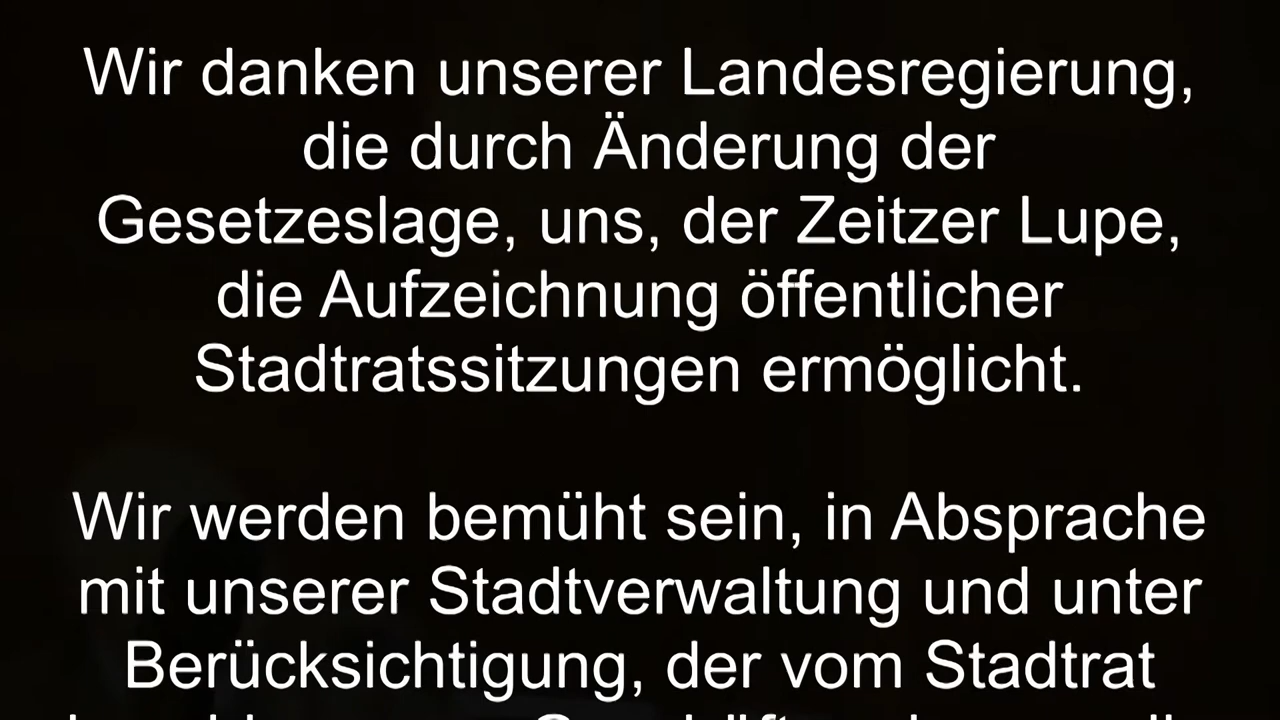 Wir danken unserer Landesregierung,
die durch Änderung der
Gesetzeslage, uns, der Zeitzer Lupe,
die Aufzeichnung öffentlicher
Stadtratssitzungen ermöglicht.
Wir werden bemüht sein, in Absprache
mit unserer Stadtverwaltung und unter
Berücksichtigung, der vom Stadtrat